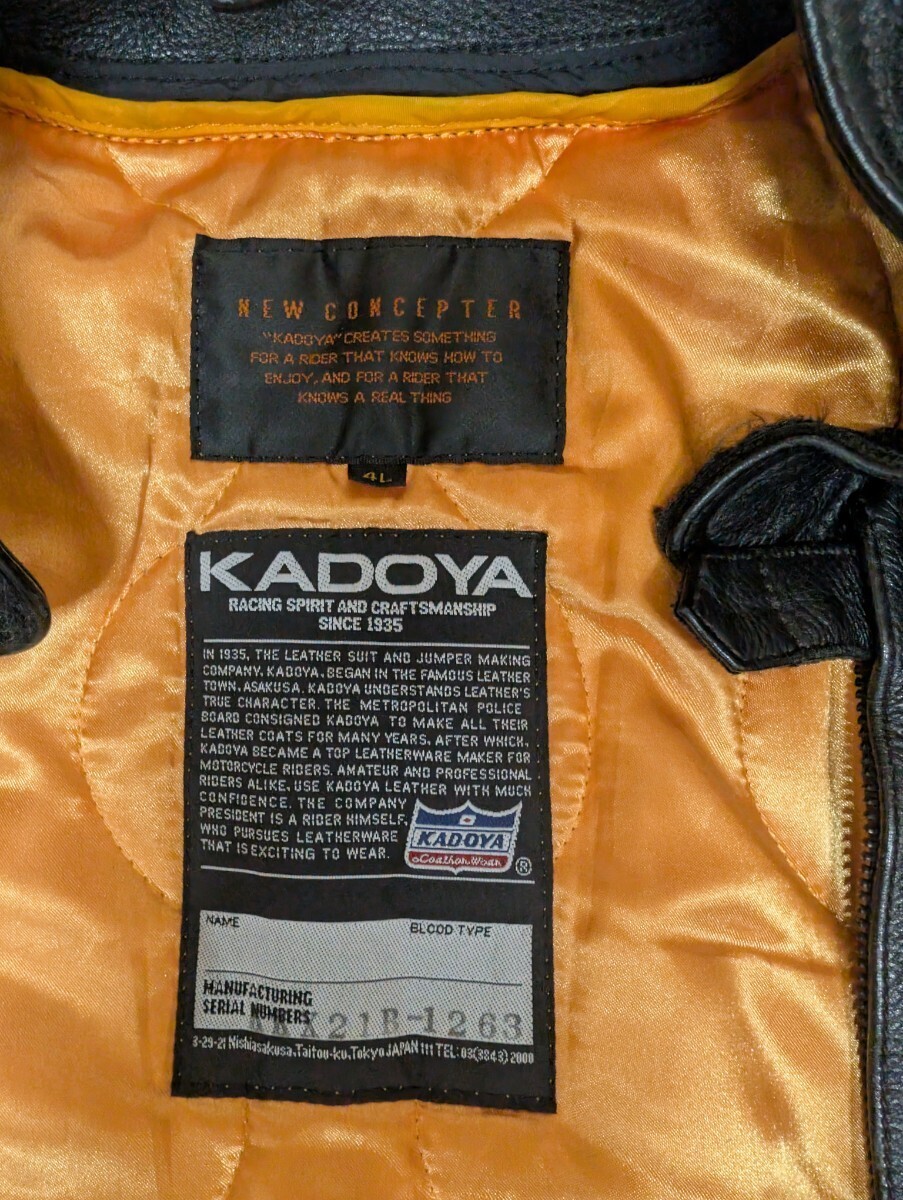 NEW CONCEPTER
"KADOYA" CREATES SOMETHING
FOR A RIDER THAT KNOWS HOW TO
ENJOY, AND FOR A RIDER THAT
KNOWS A REAL THING
4L
KADOYA
RACING SPIRIT AND CRAFTSMANSHIP
SINCE 1935
IN 1935, THE LEATHER SUIT AND JUMPER MAKING
COMPANY, KADOYA, BEGAN IN THE FAMOUS LEATHER
TOWN, ASAKUSA. KADOYA UNDERSTANDS LEATHER'S
TRUE CHARACTER. THE METROPOLITAN POLICE
BOARD CONSIGNED KADOYA TO MAKE ALL THEIR
LEATHER COATS FOR MANY YEARS, AFTER WHICH,
KADOYA BECAME A TOP LEATHERWARE MAKER FOR
MOTORCYCLE RIDERS. AMATEUR AND PROFESSIONAL
RIDERS ALIKE, USE KADOYA LEATHER WITH MUCH
CONFIDENCE. THE COMPANY
PRESIDENT IS A RIDER HIMSELF,
WHO PURSUES LEATHERWARE
THAT IS EXCITING TO WEAR.
KADOYA
®
NAME BLOOD TYPE
MANUFACTURING
SERIAL NUMBERS
21B-1263
3-29-21 Nishiasakusa,Taitou-ku,Tokyo JAPAN 111 TEL: 03(3843)2000